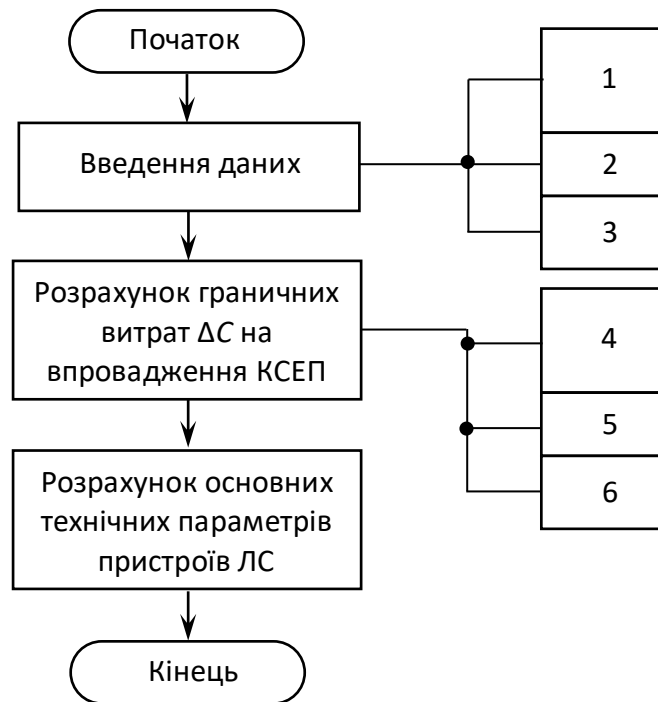 Початок
Введення даних
1
2
3
Розрахунок граничних
витрат ΔC на
впровадження КСЕП
4
5
6
Розрахунок основних
технічних параметрів
пристроїв ЛС
Кінець